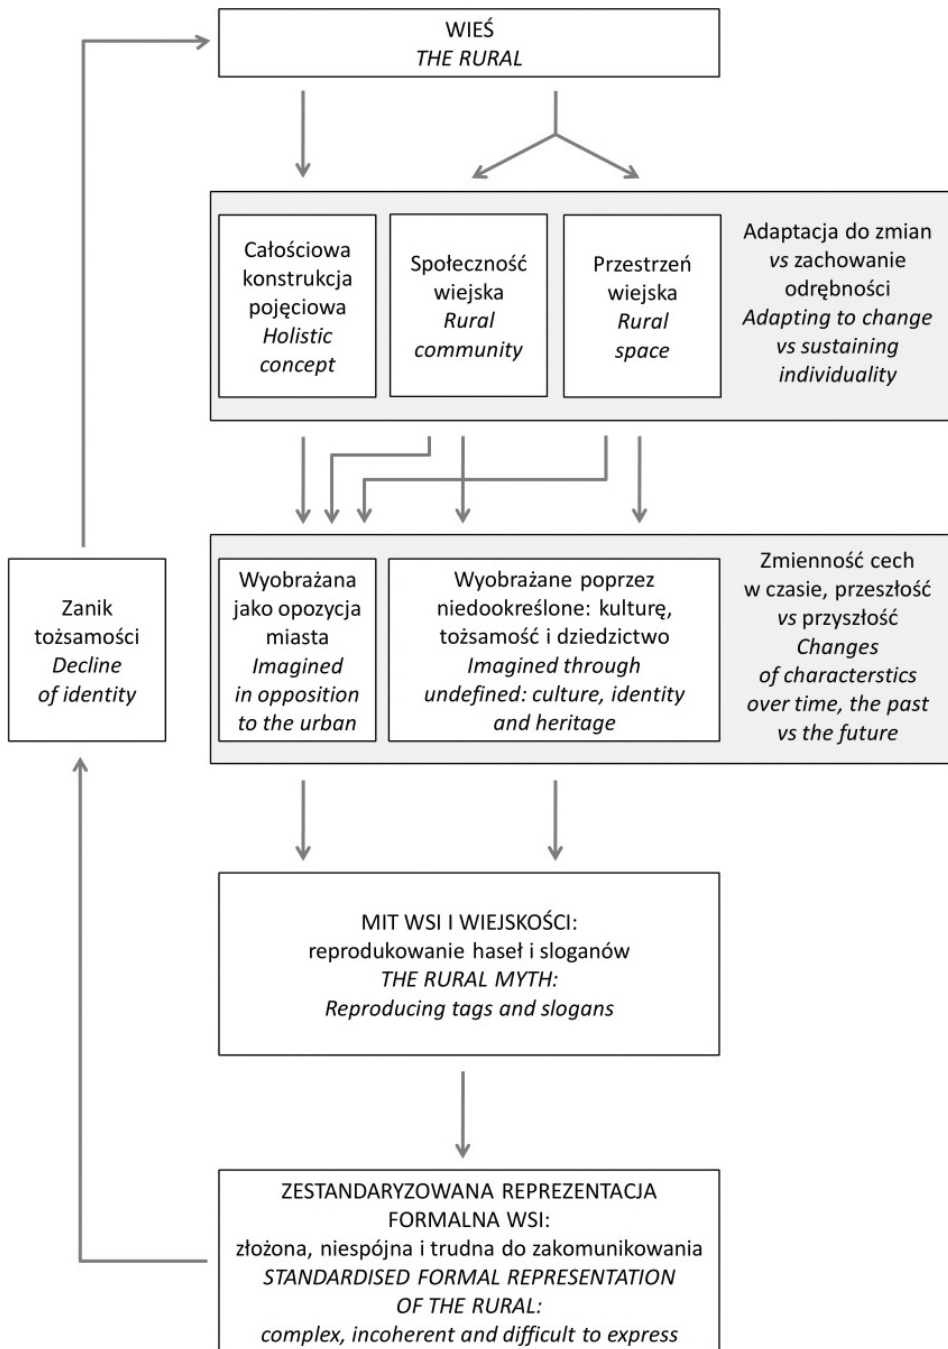 WIEŚ
THE RURAL
Całościowa
konstrukcja
pojęciowa
Holistic
concept
Społeczność
wiejska
Rural
community
Przestrzeń
wiejska
Rural
space
Adaptacja do zmian
vs zachowanie
odrębności
Adapting to change
vs sustaining
individuality
Zanik
tożsamości
Decline
of identity
Wyobrażana
jako opozycja
miasta
Imagined
in opposition
to the urban
Wyobrażane poprzez
niedookreślone: kulturę,
tożsamość i dziedzictwo
Imagined through
undefined: culture, identity
and heritage
Zmienność cech
w czasie, przeszłość
vs przyszłość
Changes
of characterstics
over time, the past
vs the future
MIT WSI I WIEJSKOŚCI:
reprodukowanie haseł i sloganów
THE RURAL MYTH:
Reproducing tags and slogans
ZESTANDARYZOWANA REPREZENTACJA
FORMALNA WSI:
złożona, niespójna i trudna do zakomunikowania
STANDARDISED FORMAL REPRESENTATION
OF THE RURAL:
complex, incoherent and difficult to express